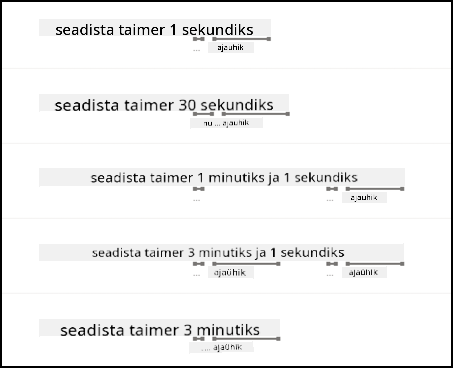 seadista taimer 1 sekundiks
... ajaühik
seadista taimer 30 sekundiks
nu ... ajaühik
seadista taimer 1 minutiks ja 1 sekundiks
... ... ajaühik
seadista taimer 3 minutiks ja 1 sekundiks
... ajaühik ... ajaühik
seadista taimer 3 minutiks
... ajaühik